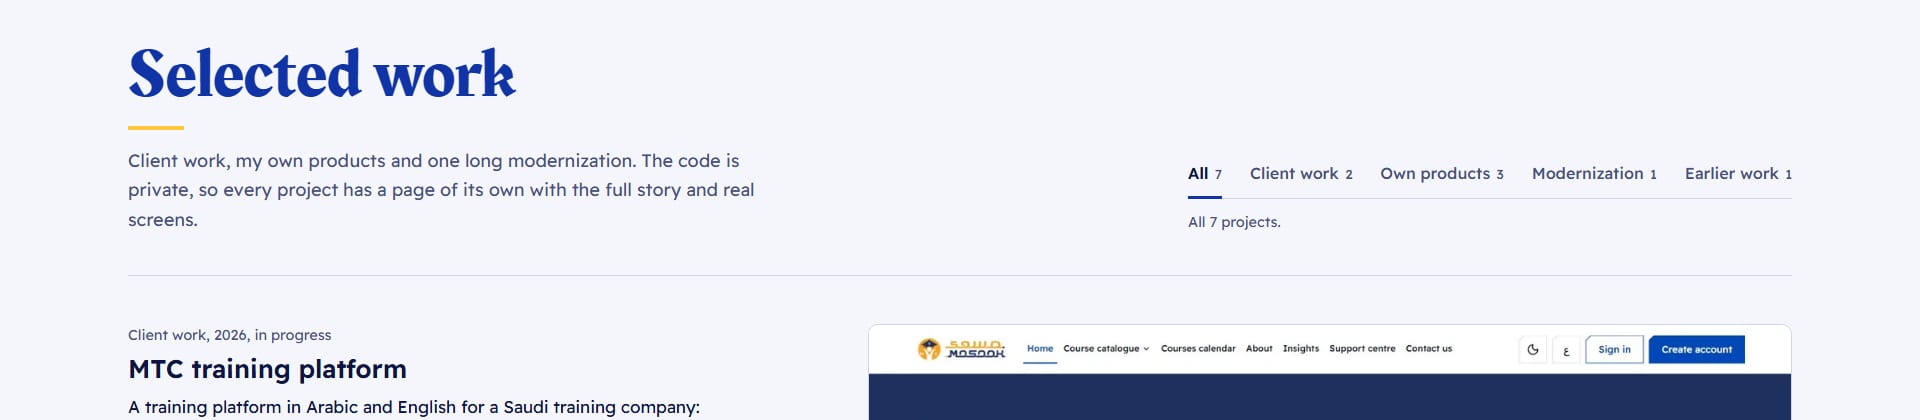 Selected work
Client work, my own products and one long modernization. The code is
private, so every project has a page of its own with the full story and real
screens.
All 7 Client work 2 Own products 3 Modernization 1 Earlier work 1
All 7 projects.
Client work, 2026, in progress
MTC training platform
A training platform in Arabic and English for a Saudi training company:
Home Course catalogue Courses calendar About Insights Support centre Contact us ع Sign in Create account